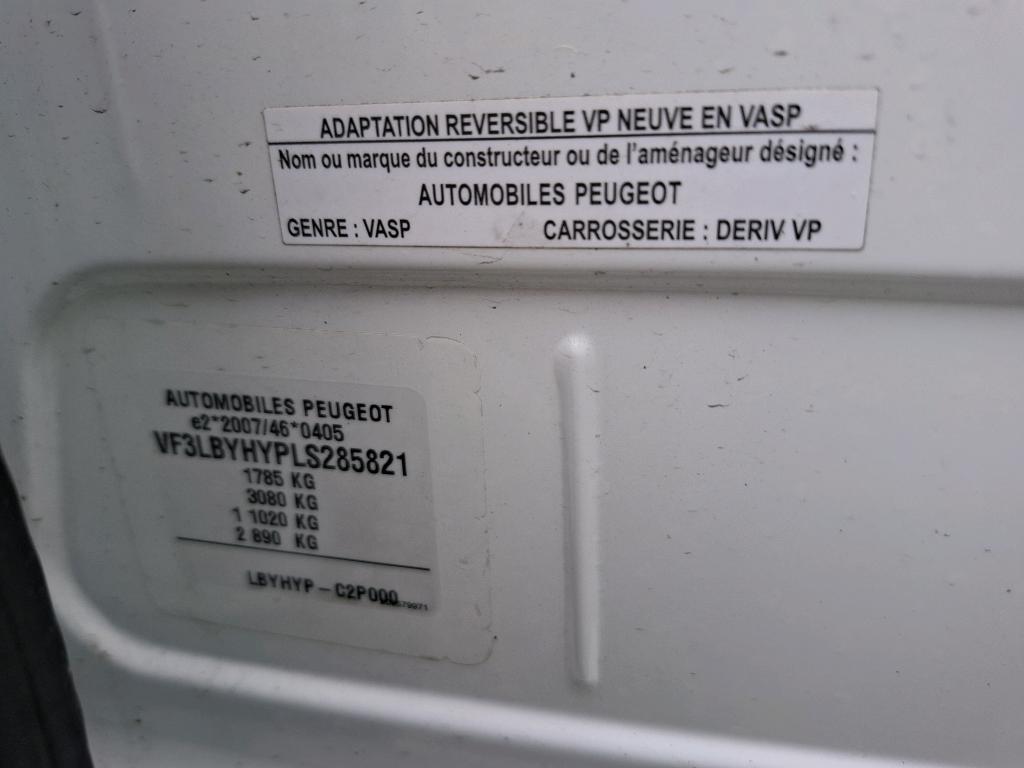 ADAPTATION REVERSIBLE VP NEUVE EN VASP
Nom ou marque du constructeur ou de l'aménageur désigné :
AUTOMOBILES PEUGEOT
GENRE : VASP CARROSSERIE : DERIV VP
AUTOMOBILES PEUGEOT
e2*2007/46*0405
VF3LBYHYPLS285821
1785 KG
3080 KG
1 1020 KG
2 890 KG
LBYHYP - C2P000